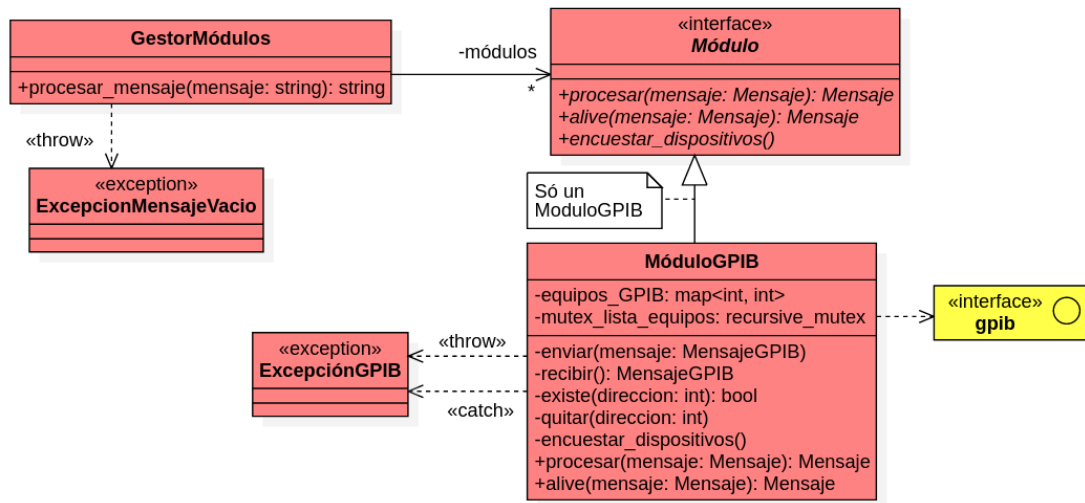 GestorMódulos
+procesar_mensaje(mensaje: string): string
-módulos
*
«interface»
Módulo
+procesar(mensaje: Mensaje): Mensaje
+alive(mensaje: Mensaje): Mensaje
+encuestar_dispositivos()
«throw»
«exception»
ExcepcionMensajeVacio
Só un
ModuloGPIB
MóduloGPIB
-equipos_GPIB: map<int, int>
-mutex_lista_equipos: recursive_mutex
-enviar(mensaje: MensajeGPIB)
-recibir(): MensajeGPIB
-existe(direccion: int): bool
-quitar(direccion: int)
-encuestar_dispositivos()
+procesar(mensaje: Mensaje): Mensaje
+alive(mensaje: Mensaje): Mensaje
«interface»
gpib
«throw»
«catch»
«exception»
ExcepciónGPIB